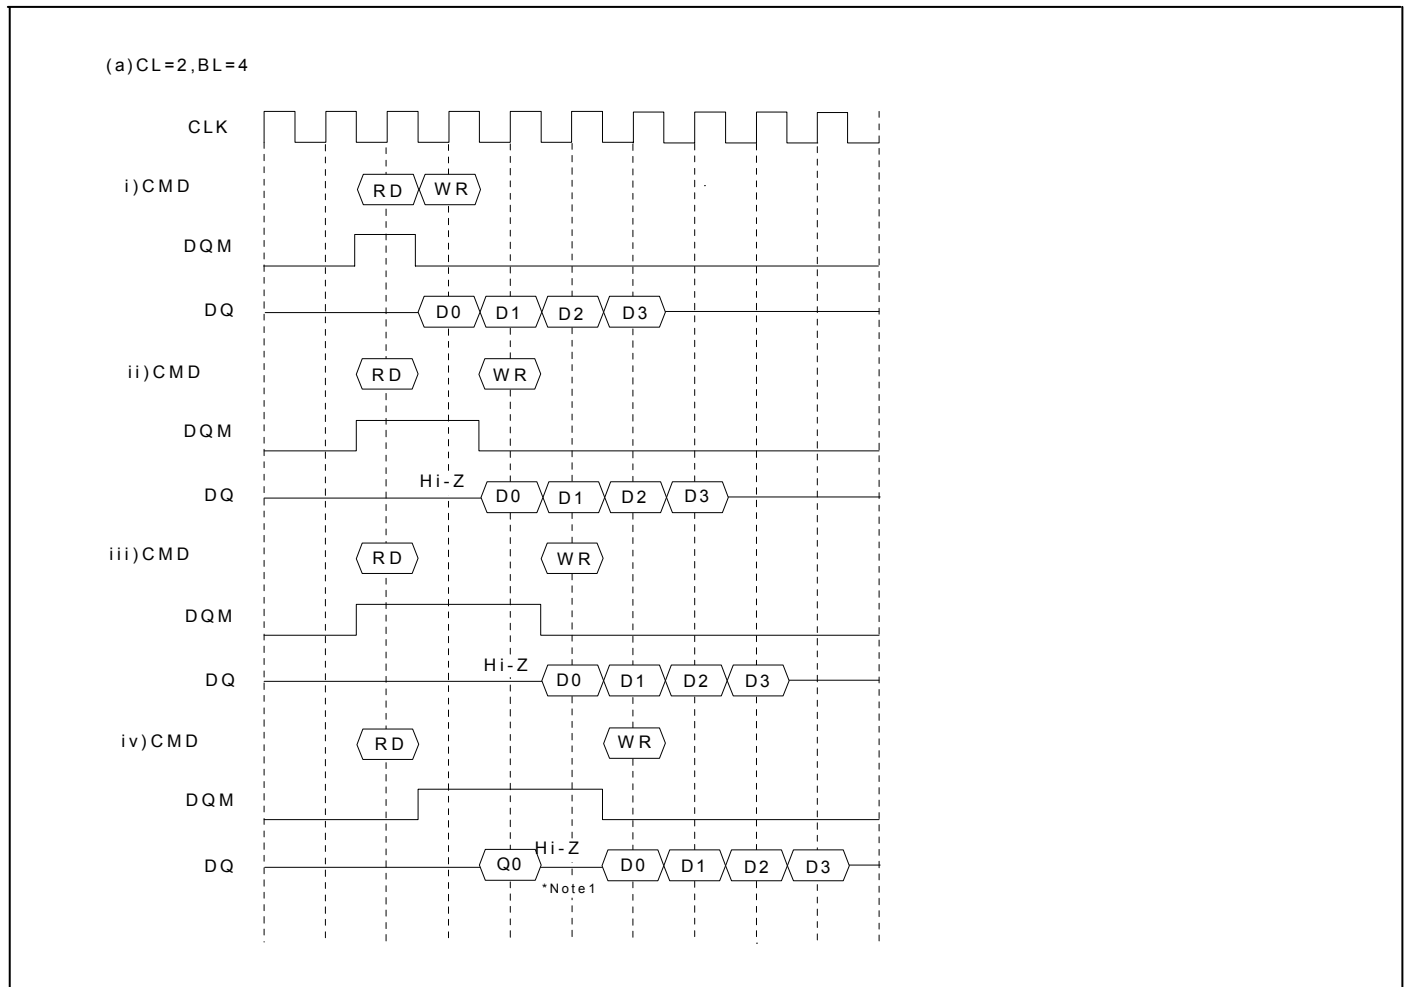 (a)CL=2,BL=4
CLK
i)CMD RD WR
DQM
DQ D0 D1 D2 D3
ii)CMD RD WR
DQM
Hi-Z
DQ D0 D1 D2 D3
iii)CMD RD WR
DQM
Hi-Z
DQ D0 D1 D2 D3
iv)CMD RD WR
DQM
Hi-Z
DQ Q0 D0 D1 D2 D3
*Note1